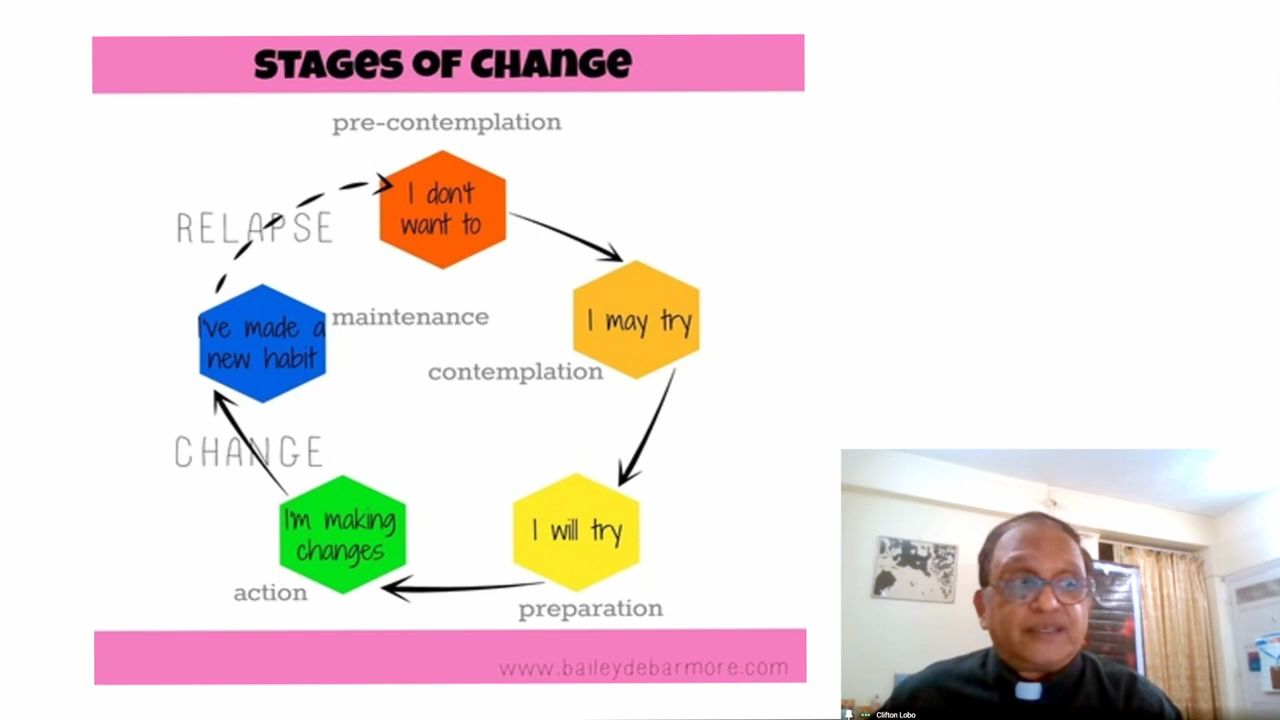 STAGES OF CHANGE
pre-contemplation
I don't
want to
RELAPSE
I may try
contemplation
I've made a
new habit
maintenance
CHANGE
I'm making
changes
action
I will try
preparation
www.baileydebarmore.com
Clifton Lobo